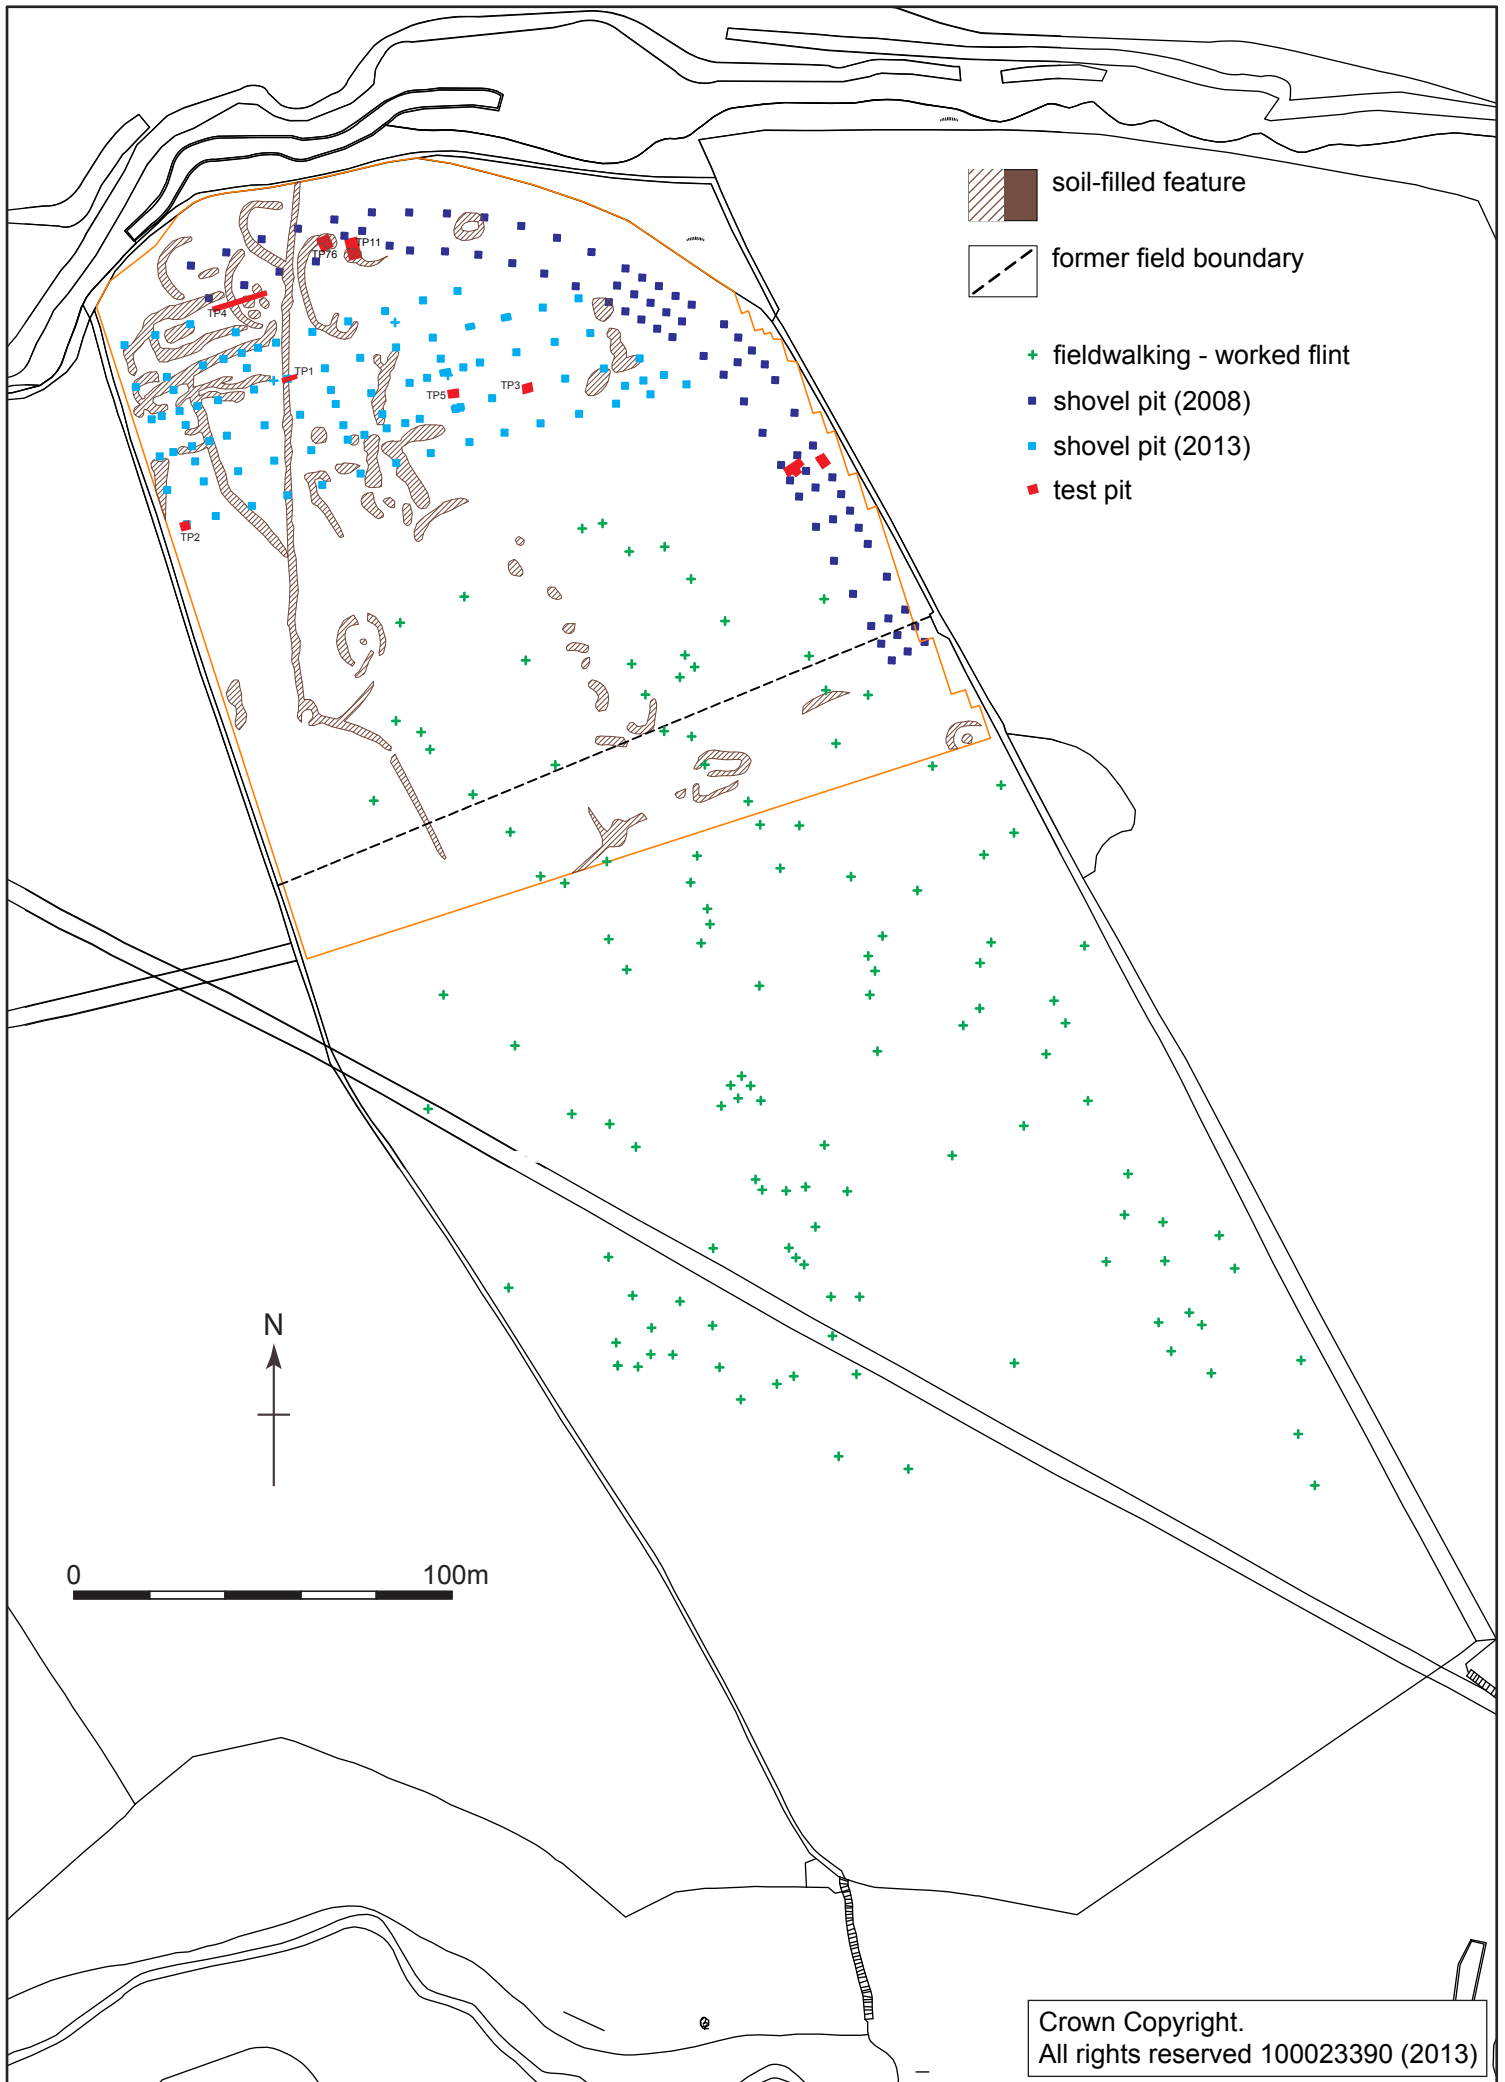 soil-filled feature
former field boundary
fieldwalking - worked flint
shovel pit (2008)
shovel pit (2013)
test pit
TP11
TP76
TP4
TP1
TP3
TP5
TP2
N
0 100m
Crown Copyright.
All rights reserved 100023390 (2013)